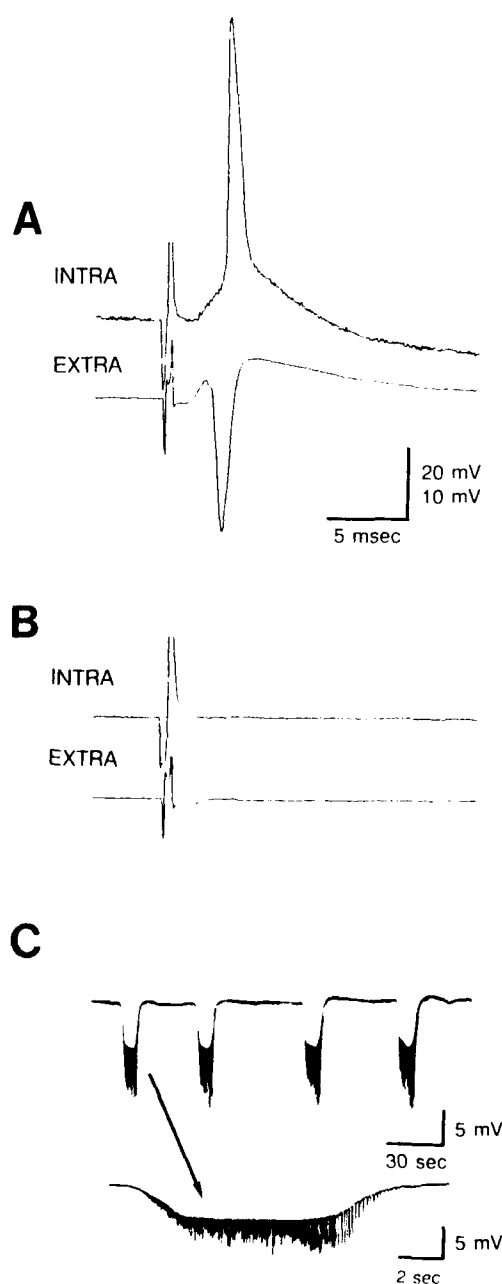 A
INTRA
EXTRA
20 mV
10 mV
5 msec
B
INTRA
EXTRA
C
5 mV
30 sec
5 mV
2 sec